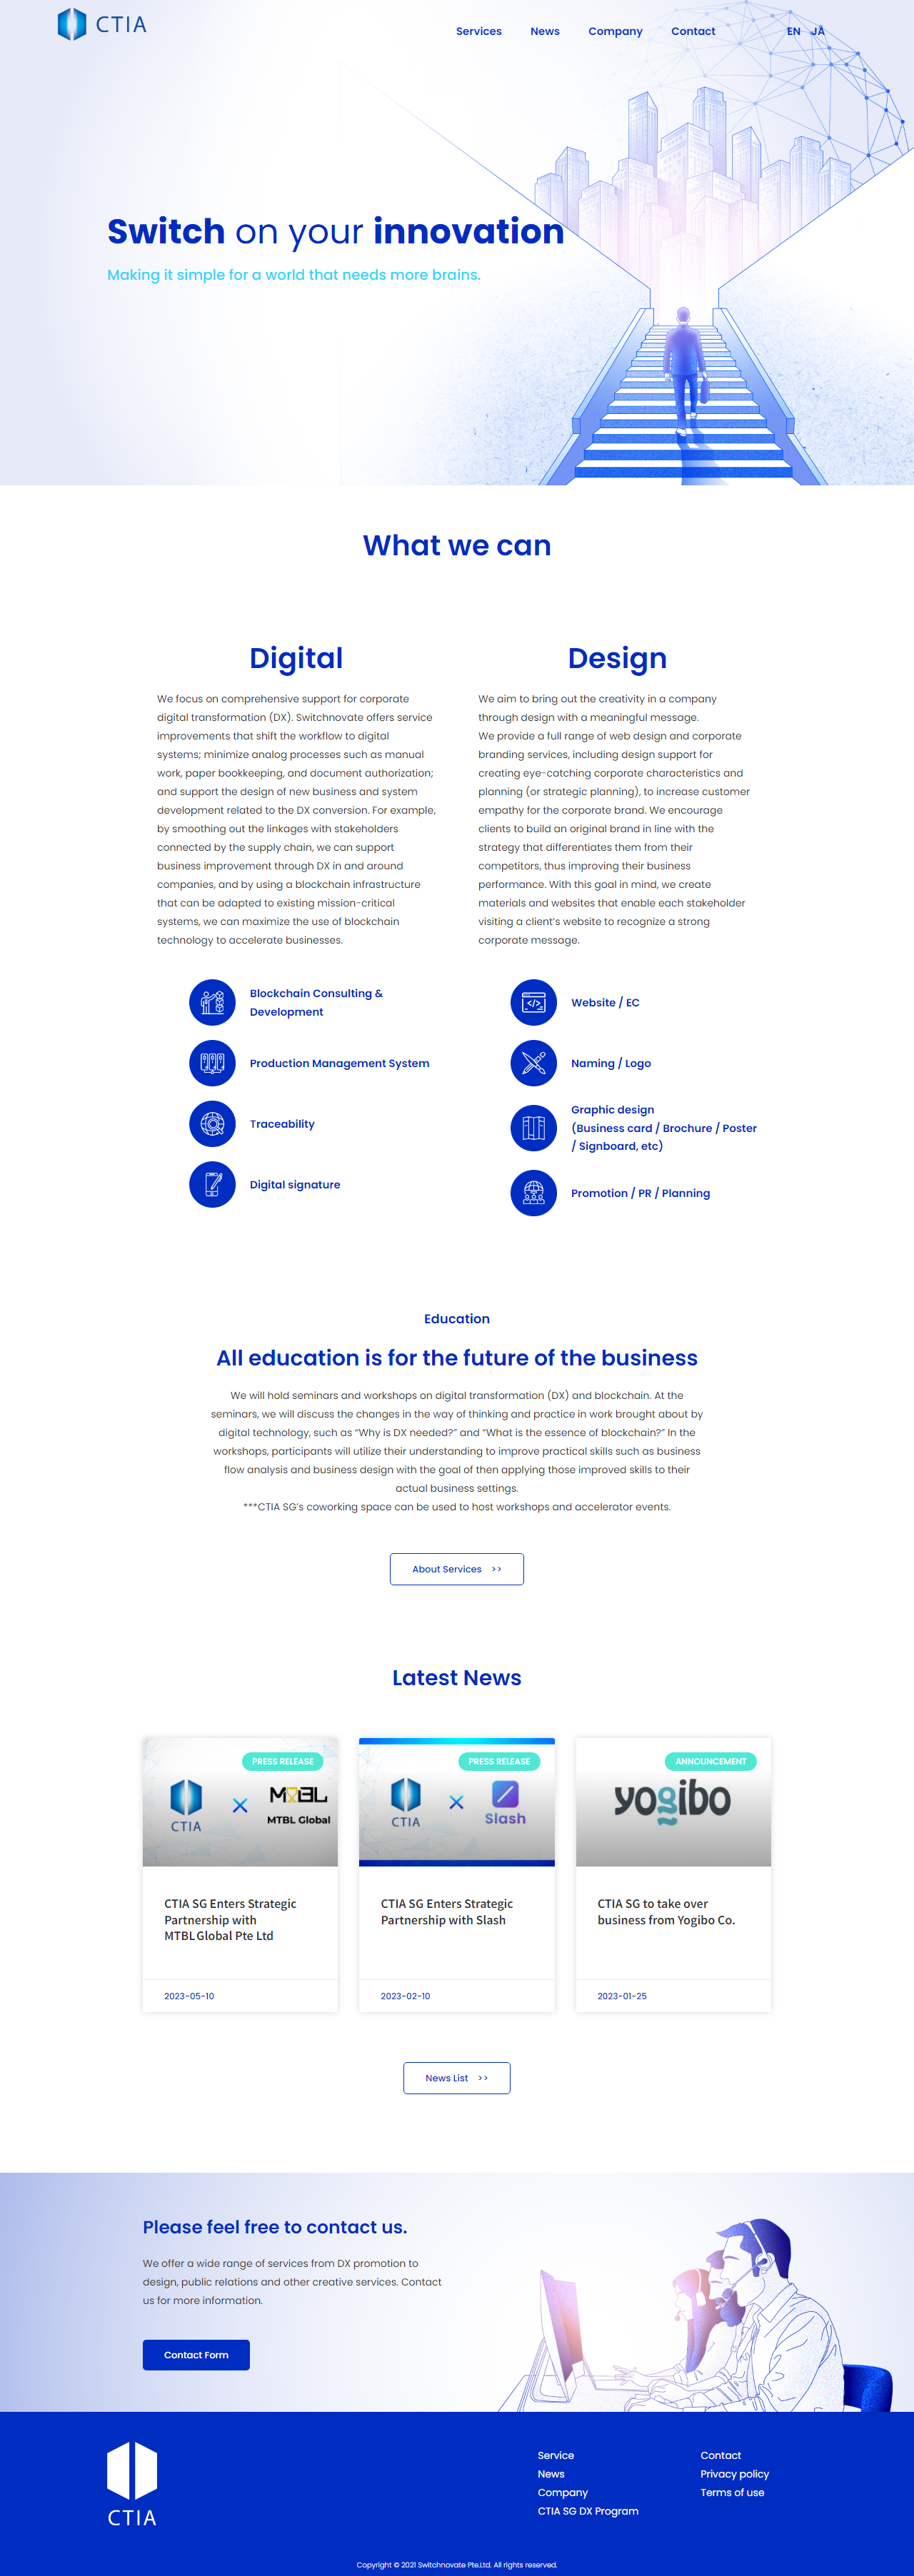 CTIA
Services
News
Company
Contact
EN
JA
Switch on your innovation
Making it simple for a world that needs more brains.
What we can
Digital
We focus on comprehensive support for corporate
digital transformation (DX). Switchnovate offers service
improvements that shift the workflow to digital
systems; minimize analog processes such as manual
work, paper bookkeeping, and document authorization;
and support the design of new business and system
development related to the DX conversion. For example,
by smoothing out the linkages with stakeholders
connected by the supply chain, we can support
business improvement through DX in and around
companies, and by using a blockchain infrastructure
that can be adapted to existing mission-critical
systems, we can maximize the use of blockchain
technology to accelerate businesses.
Blockchain Consulting &
Development
Production Management System
Traceability
Digital signature
Design
We aim to bring out the creativity in a company
through design with a meaningful message.
We provide a full range of web design and corporate
branding services, including design support for
creating eye-catching corporate characteristics and
planning (or strategic planning), to increase customer
empathy for the corporate brand. We encourage
clients to build an original brand in line with the
strategy that differentiates them from their
competitors, thus improving their business
performance. With this goal in mind, we create
materials and websites that enable each stakeholder
visiting a client's website to recognize a strong
corporate message.
Website / EC
Naming / Logo
Graphic design
(Business card / Brochure / Poster
/ Signboard, etc)
Promotion / PR / Planning
Education
All education is for the future of the business
We will hold seminars and workshops on digital transformation (DX) and blockchain. At the
seminars, we will discuss the changes in the way of thinking and practice in work brought about by
digital technology, such as “Why is DX needed?” and “What is the essence of blockchain?” In the
workshops, participants will utilize their understanding to improve practical skills such as business
flow analysis and business design with the goal of then applying those improved skills to their
actual business settings.
***CTIA SG’s coworking space can be used to host workshops and accelerator events.
About Services >>
Latest News
PRESS RELEASE
CTIA
MTBL
MTBL Global
CTIA SG Enters Strategic
Partnership with
MTBL Global Pte Ltd
2023-05-10
PRESS RELEASE
CTIA
Slash
CTIA SG Enters Strategic
Partnership with Slash
2023-02-10
ANNOUNCEMENT
yogibo
CTIA SG to take over
business from Yogibo Co.
2023-01-25
News List >>
Please feel free to contact us.
We offer a wide range of services from DX promotion to
design, public relations and other creative services. Contact
us for more information.
Contact Form
CTIA
Service
News
Company
CTIA SG DX Program
Contact
Privacy policy
Terms of use
Copyright © 2021 Switchnovate Pte.Ltd. All rights reserved.